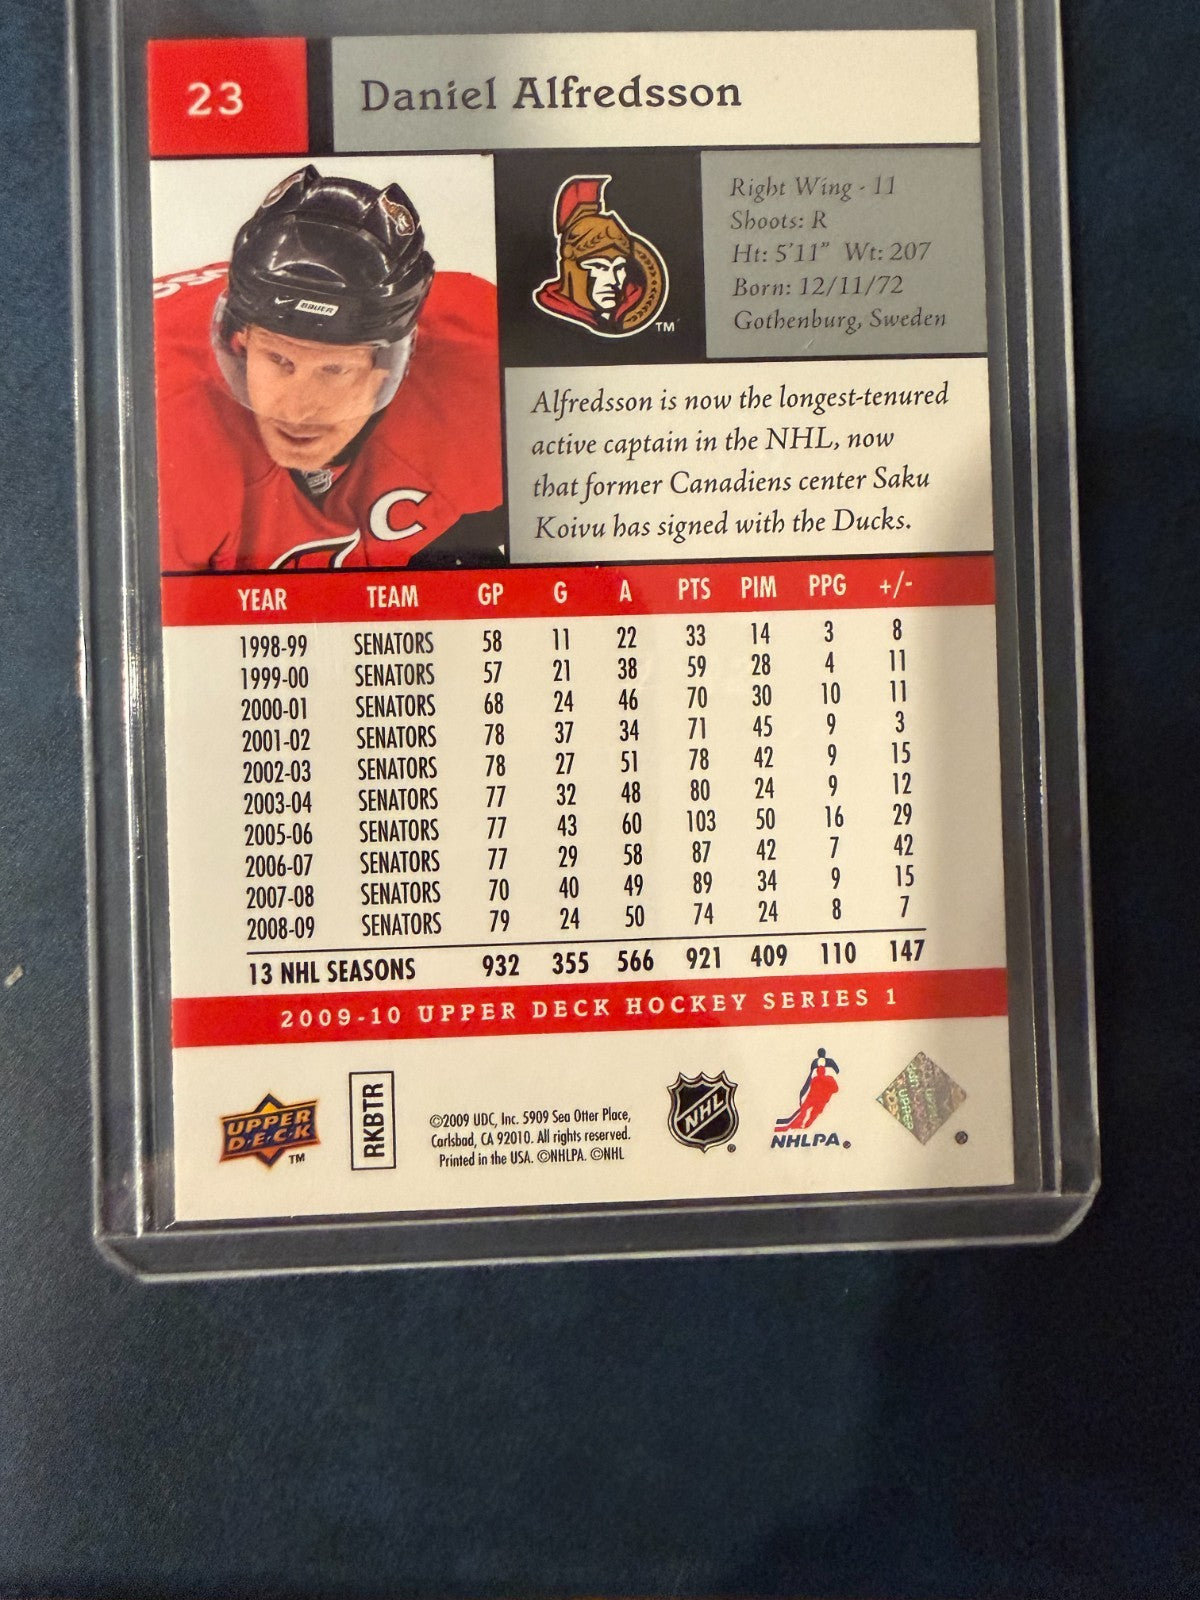 23
Daniel Alfredsson
Right Wing - 11
Shoots: R
Ht: 5'11" Wt: 207
Born: 12/11/72
Gothenburg, Sweden
BAUER
C
TM
Alfredsson is now the longest-tenured
active captain in the NHL, now
that former Canadiens center Saku
Koivu has signed with the Ducks.
YEAR TEAM GP G A PTS PIM PPG +/-
1998-99 SENATORS 58 11 22 33 14 3 8
1999-00 SENATORS 57 21 38 59 28 4 11
2000-01 SENATORS 68 24 46 70 30 10 11
2001-02 SENATORS 78 37 34 71 45 9 3
2002-03 SENATORS 78 27 51 78 42 9 15
2003-04 SENATORS 77 32 48 80 24 9 12
2005-06 SENATORS 77 43 60 103 50 16 29
2006-07 SENATORS 77 29 58 87 42 7 42
2007-08 SENATORS 70 40 49 89 34 9 15
2008-09 SENATORS 79 24 50 74 24 8 7
13 NHL SEASONS 932 355 566 921 409 110 147
2009-10 UPPER DECK HOCKEY SERIES 1
UPPER
DECK
TM
RKBTR
©2009 UDC, Inc. 5909 Sea Otter Place,
Carlsbad, CA 92010. All rights reserved.
Printed in the USA. ©NHLPA. ©NHL
NHL ®
NHLPA®